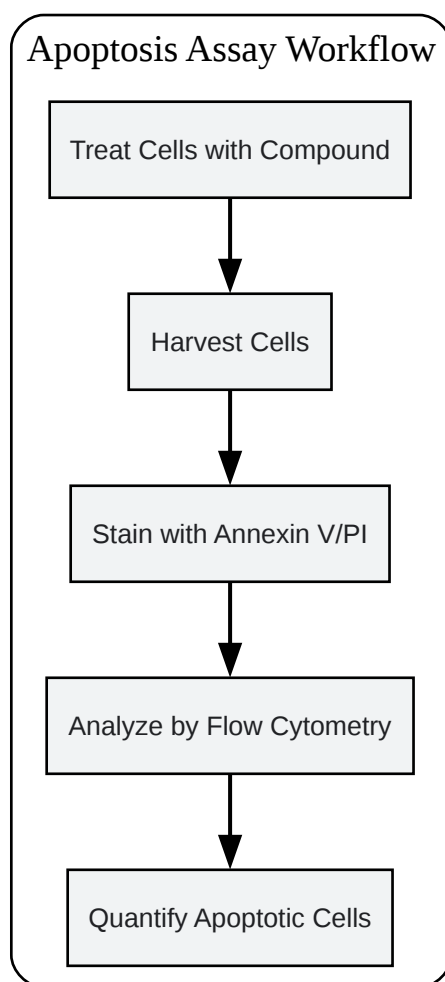 Apoptosis Assay Workflow
Treat Cells with Compound
Harvest Cells
Stain with Annexin V/PI
Analyze by Flow Cytometry
Quantify Apoptotic Cells